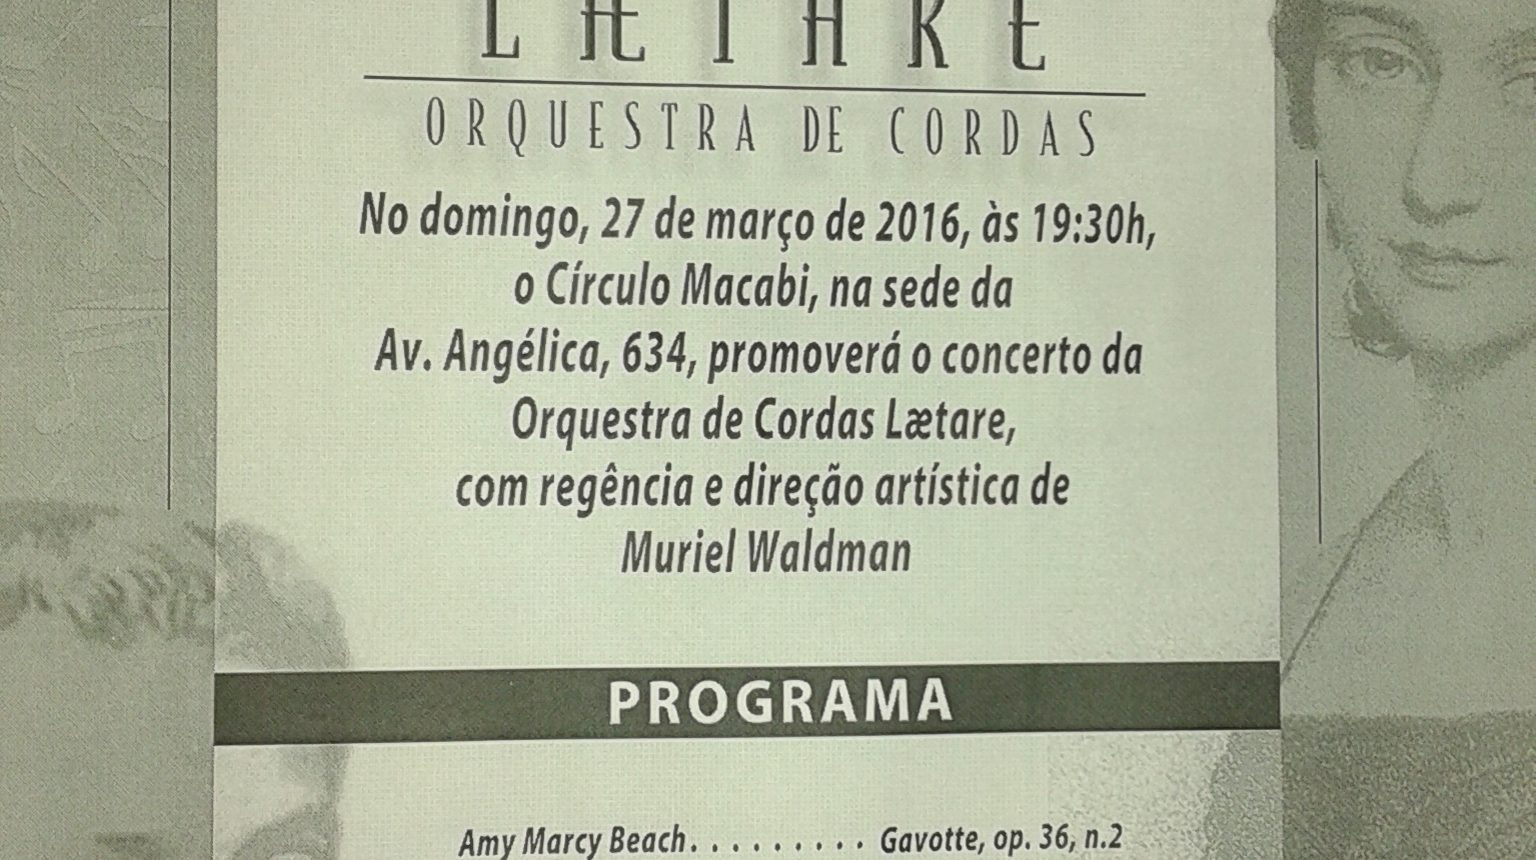 LÆTARE
ORQUESTRA DE CORDAS
No domingo, 27 de março de 2016, às 19:30h,
o Círculo Macabi, na sede da
Av. Angélica, 634, promoverá o concerto da
Orquestra de Cordas Lætare,
com regência e direção artística de
Muriel Waldman
PROGRAMA
Amy Marcy Beach. . . . . . . . . Gavotte, op. 36, n.2